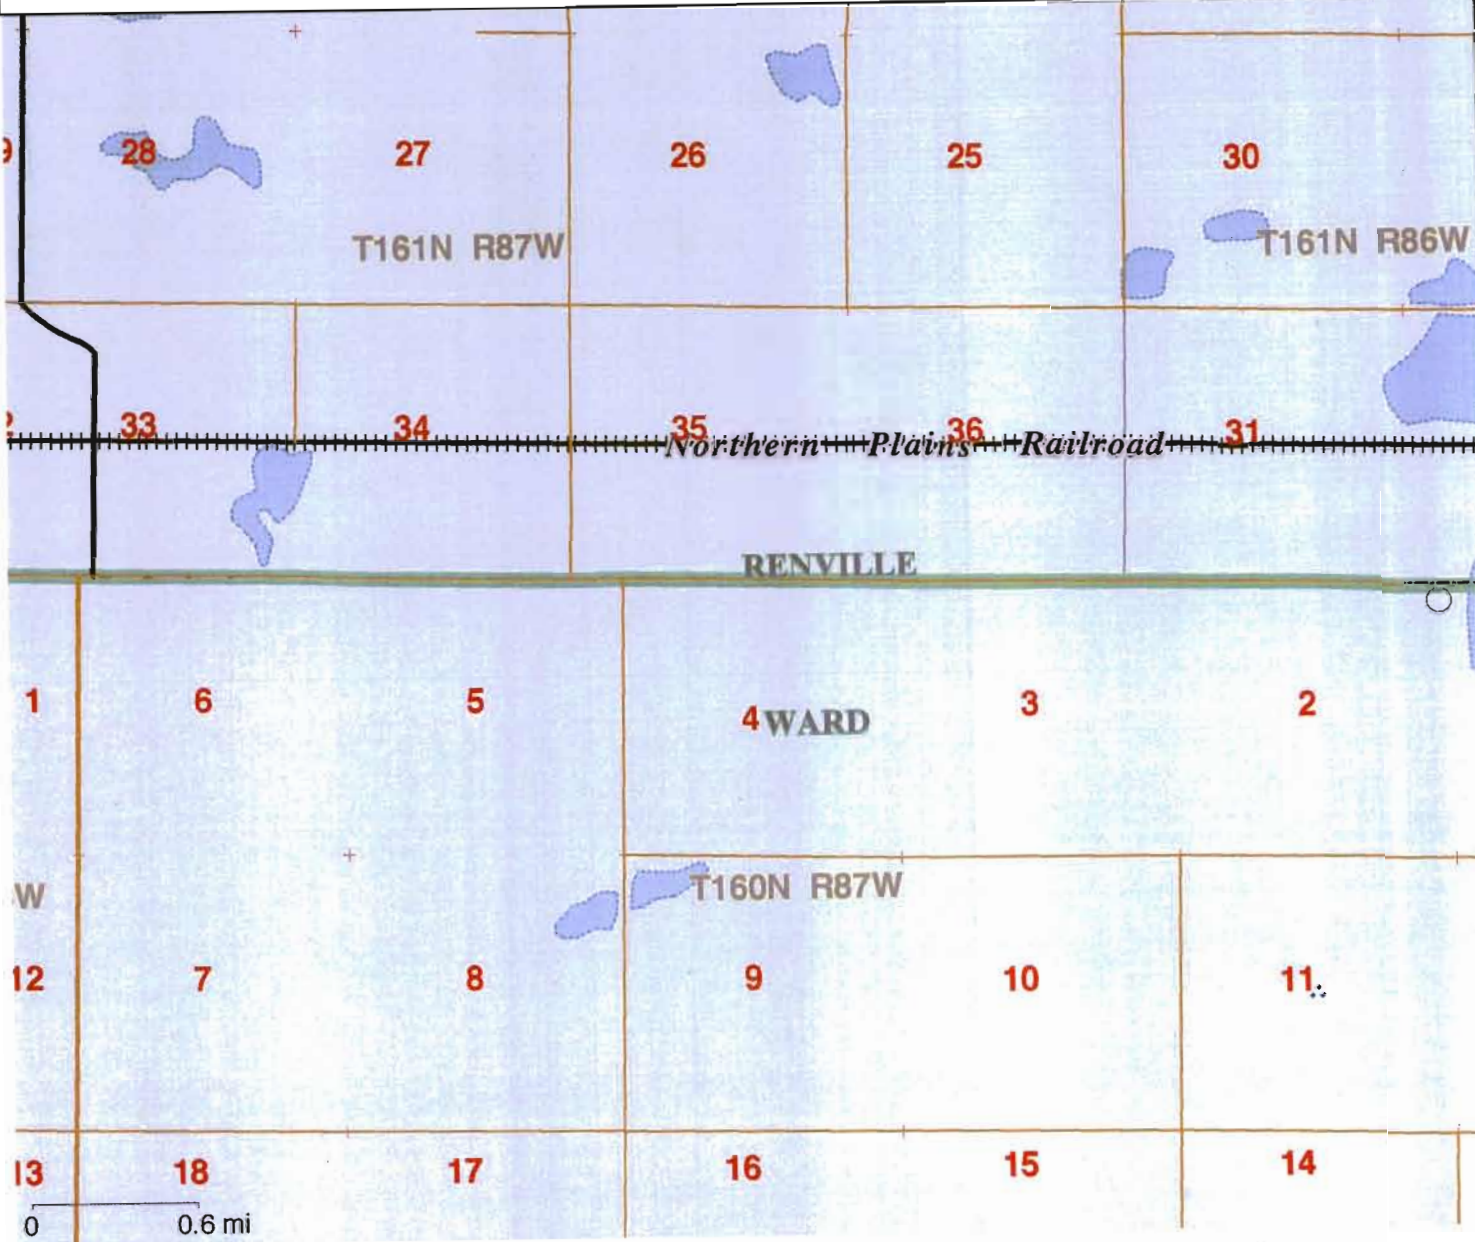 9 28 27 26 25 30
T161N R87W T161N R86W
2 33 34 35 36 31
Northern Plains Railroad
RENVILLE
1 6 5 4 WARD 3 2
W T160N R87W
12 7 8 9 10 11
13 18 17 16 15 14
0 0.6 mi